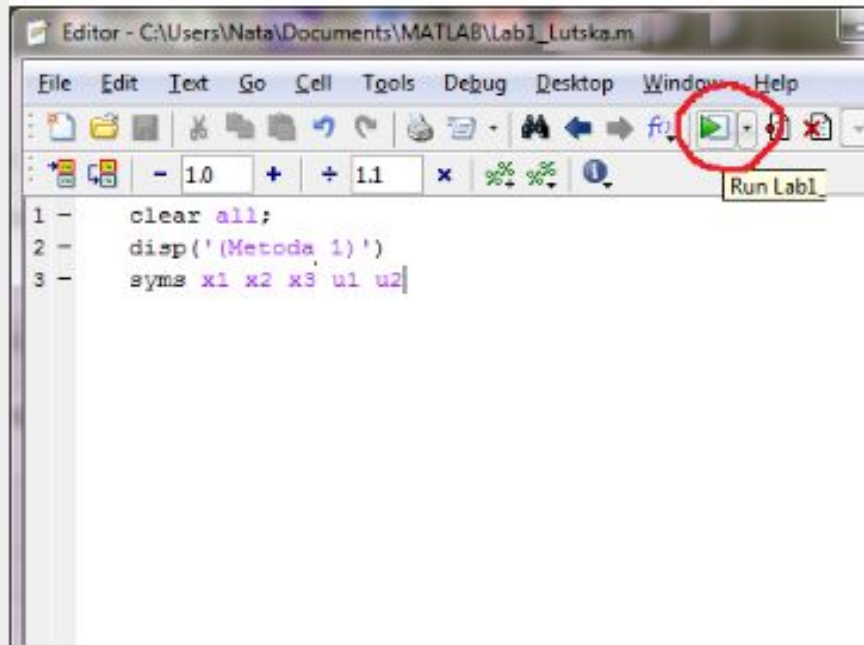 Editor - C:\Users\Nata\Documents\MATLAB\Lab1_Lutska.m
File Edit Text Go Cell Tools Debug Desktop Window Help
- 1.0 + ÷ 1.1 ×
Run Lab1_
1 - clear all;
2 - disp('(Metoda 1)')
3 - syms x1 x2 x3 u1 u2